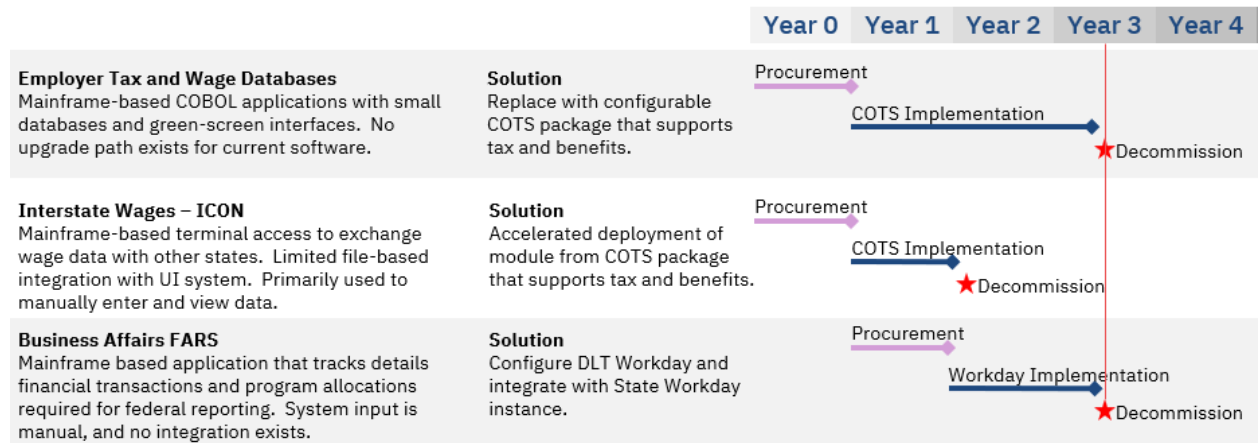 Year 0 Year 1 Year 2 Year 3 Year 4
Employer Tax and Wage Databases
Mainframe-based COBOL applications with small
databases and green-screen interfaces. No
upgrade path exists for current software.
Solution
Replace with configurable
COTS package that supports
tax and benefits.
Procurement
COTS Implementation
Decommission
Interstate Wages – ICON
Mainframe-based terminal access to exchange
wage data with other states. Limited file-based
integration with UI system. Primarily used to
manually enter and view data.
Solution
Accelerated deployment of
module from COTS package
that supports tax and benefits.
Procurement
COTS Implementation
Decommission
Business Affairs FARS
Mainframe based application that tracks details
financial transactions and program allocations
required for federal reporting. System input is
manual, and no integration exists.
Solution
Configure DLT Workday and
integrate with State Workday
instance.
Procurement
Workday Implementation
Decommission